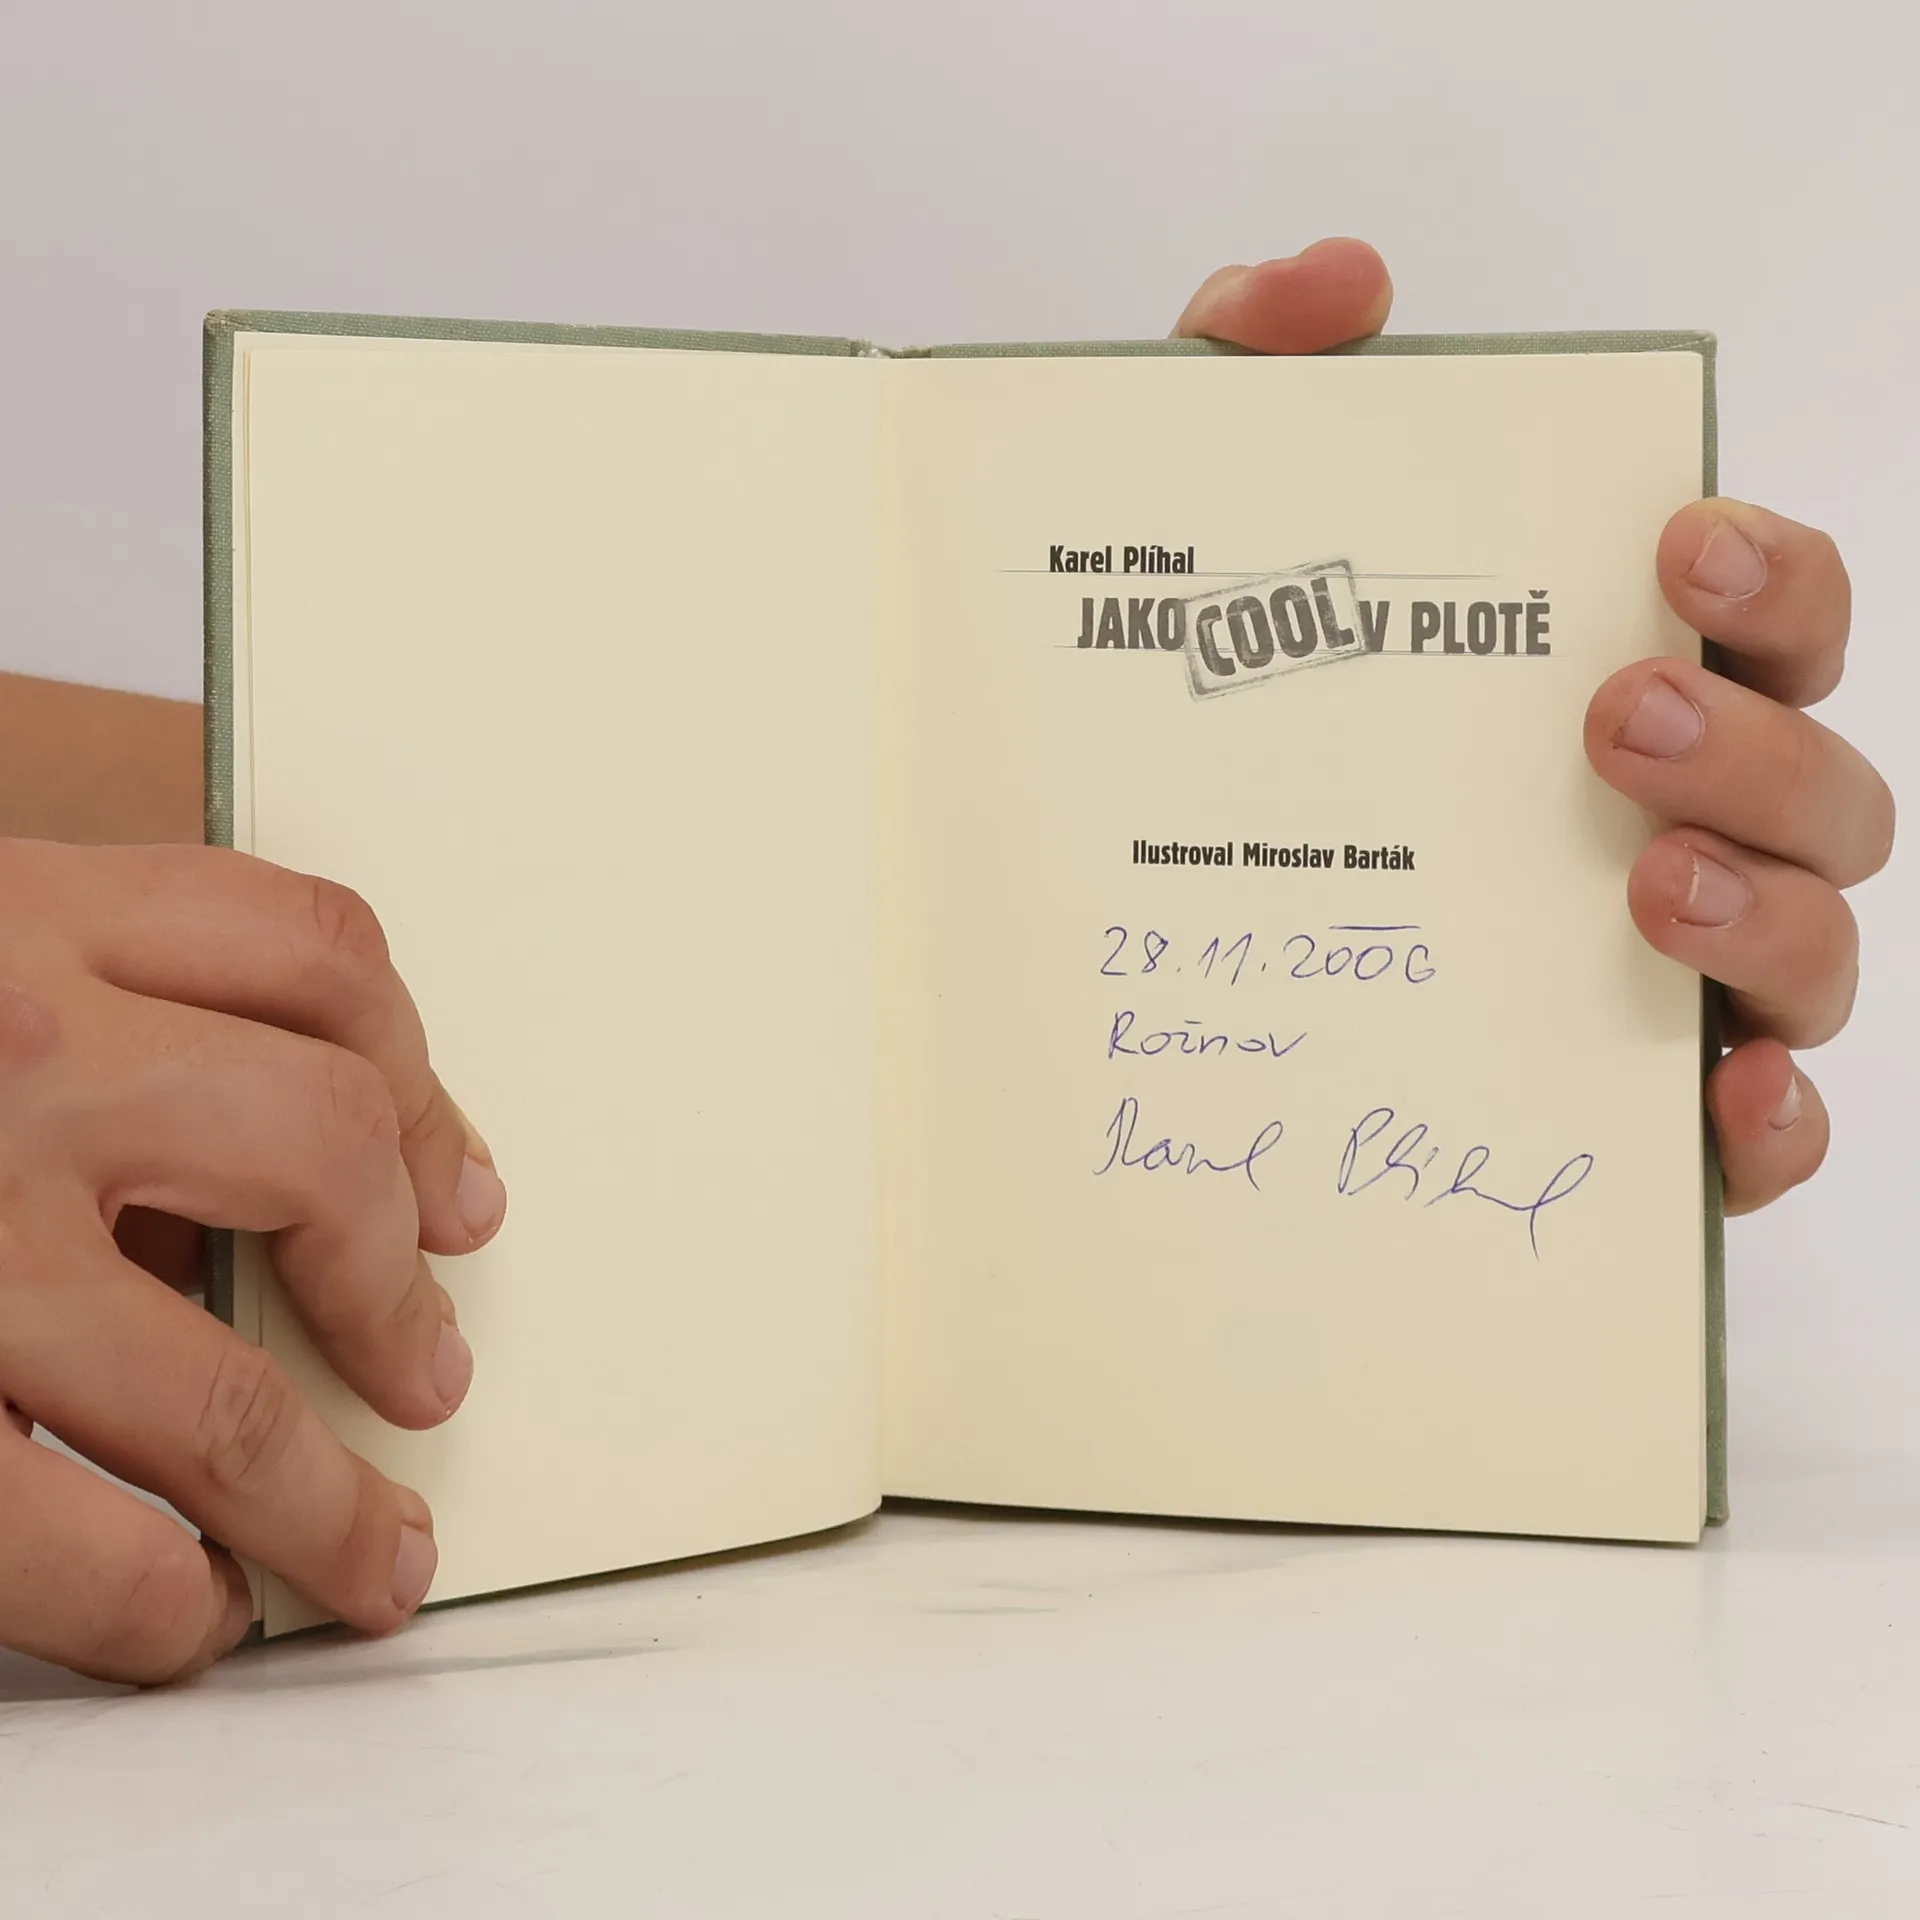 Karel Plíhal
JAKO COOL V PLOTĚ
Ilustroval Miroslav Barták
28.11.2006
Rožnov
Karel Plíhal